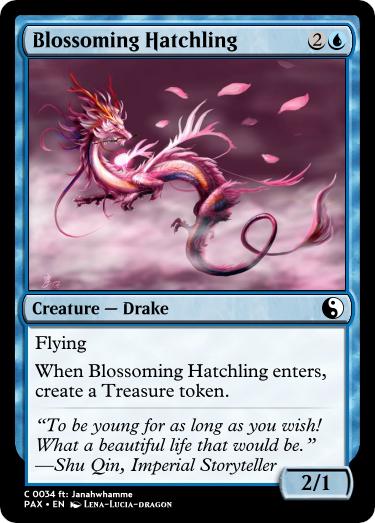 Blossoming Hatchling 2
Creature — Drake
Flying
When Blossoming Hatchling enters,
create a Treasure token.
"To be young for as long as you wish!
What a beautiful life that would be."
—Shu Qin, Imperial Storyteller
2/1
C 0034 ft: Janahwhamme
PAX • EN Lena-Lucia-dragon